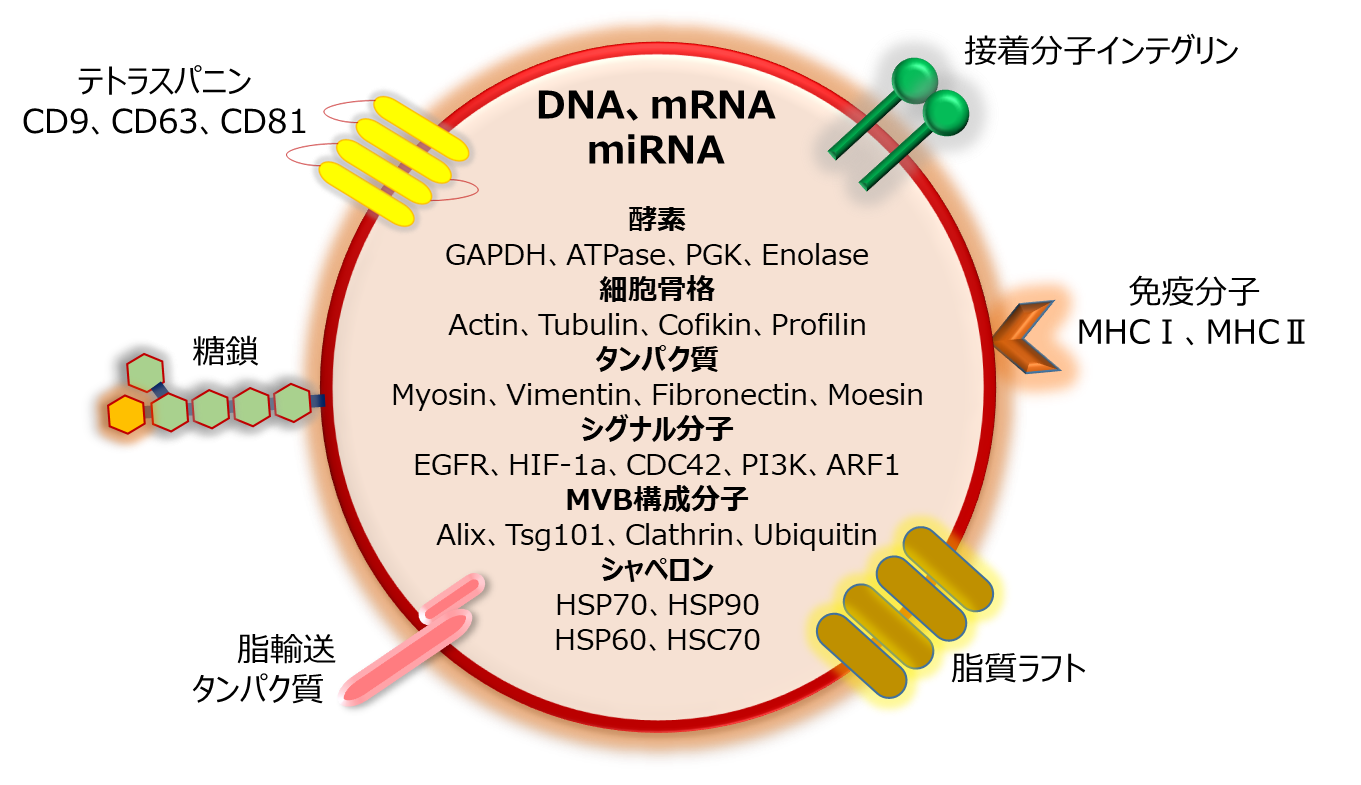 接着分子インテグリン
テトラスパニン
CD9、CD63、CD81
DNA、mRNA
miRNA
酵素
GAPDH、ATPase、PGK、Enolase
細胞骨格
Actin、Tubulin、Cofikin、Profilin
タンパク質
Myosin、Vimentin、Fibronectin、Moesin
シグナル分子
EGFR、HIF-1a、CDC42、PI3K、ARF1
MVB構成分子
Alix、Tsg101、Clathrin、Ubiquitin
シャペロン
HSP70、HSP90
HSP60、HSC70
免疫分子
MHCⅠ、MHCⅡ
糖鎖
脂輸送
タンパク質
脂質ラフト